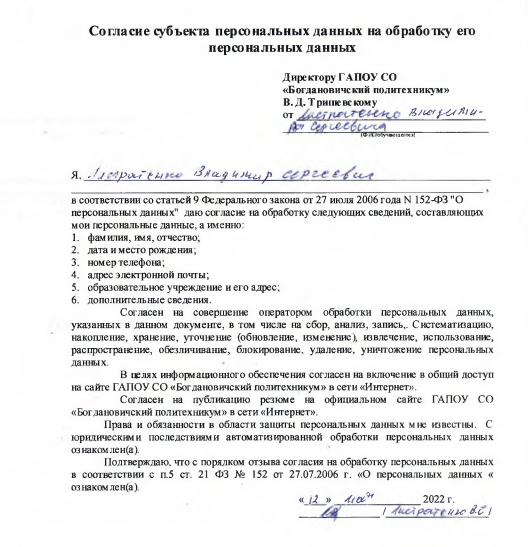 Согласие субъекта персональных данных на обработку его
персональных данных
Директору ГАПОУ СО
«Богдановичский политехникум»
В. Д. Тришевскому
от Листратенко Владими-
ра Сергеевича
(Ф.И.О обучающегося)
Я, Листратенко Владимир Сергеевич
,
в соответствии со статьей 9 Федерального закона от 27 июля 2006 года N 152-ФЗ "О
персональных данных" даю согласие на обработку следующих сведений, составляющих
мои персональные данные, а именно:
1. фамилия, имя, отчество;
2. дата и место рождения;
3. номер телефона;
4. адрес электронной почты;
5. образовательное учреждение и его адрес;
6. дополнительные сведения.
Согласен на совершение оператором обработки персональных данных,
указанных в данном документе, в том числе на сбор, анализ, запись,. Систематизацию,
накопление, хранение, уточнение (обновление, изменение), извлечение, использование,
распространение, обезличивание, блокирование, удаление, уничтожение персональных
данных.
В целях информационного обеспечения согласен на включение в общий доступ
на сайте ГАПОУ СО «Богдановичский политехникум» в сети «Интернет».
Согласен на публикацию резюме на официальном сайте ГАПОУ СО
«Богдановичский политехникум» в сети «Интернет».
Права и обязанности в области защиты персональных данных мне известны. С
юридическими последствиями автоматизированной обработки персональных данных
ознакомлен(а).
Подтверждаю, что с порядком отзыва согласия на обработку персональных данных
в соответствии с п.5 ст. 21 ФЗ № 152 от 27.07.2006 г. «О персональных данных «
ознакомлен(а).
« 12 » 2022 г.
/ Листратенко В.С /